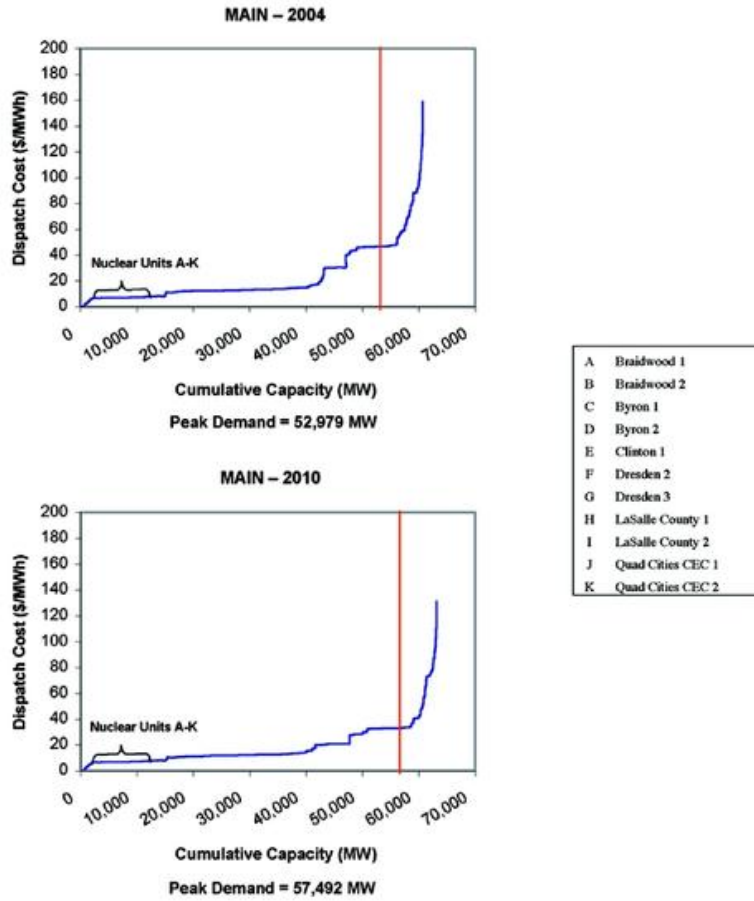 MAIN – 2004
200
180
160
140
120
100
80
60
40
20
0
Dispatch Cost ($/MWh)
Nuclear Units A-K
0
10,000
20,000
30,000
40,000
50,000
60,000
70,000
Cumulative Capacity (MW)
Peak Demand = 52,979 MW
A Braidwood 1
B Braidwood 2
C Byron 1
D Byron 2
E Clinton 1
F Dresden 2
G Dresden 3
H LaSalle County 1
I LaSalle County 2
J Quad Cities CEC 1
K Quad Cities CEC 2
MAIN – 2010
200
180
160
140
120
100
80
60
40
20
0
Dispatch Cost ($/MWh)
Nuclear Units A-K
0
10,000
20,000
30,000
40,000
50,000
60,000
70,000
Cumulative Capacity (MW)
Peak Demand = 57,492 MW